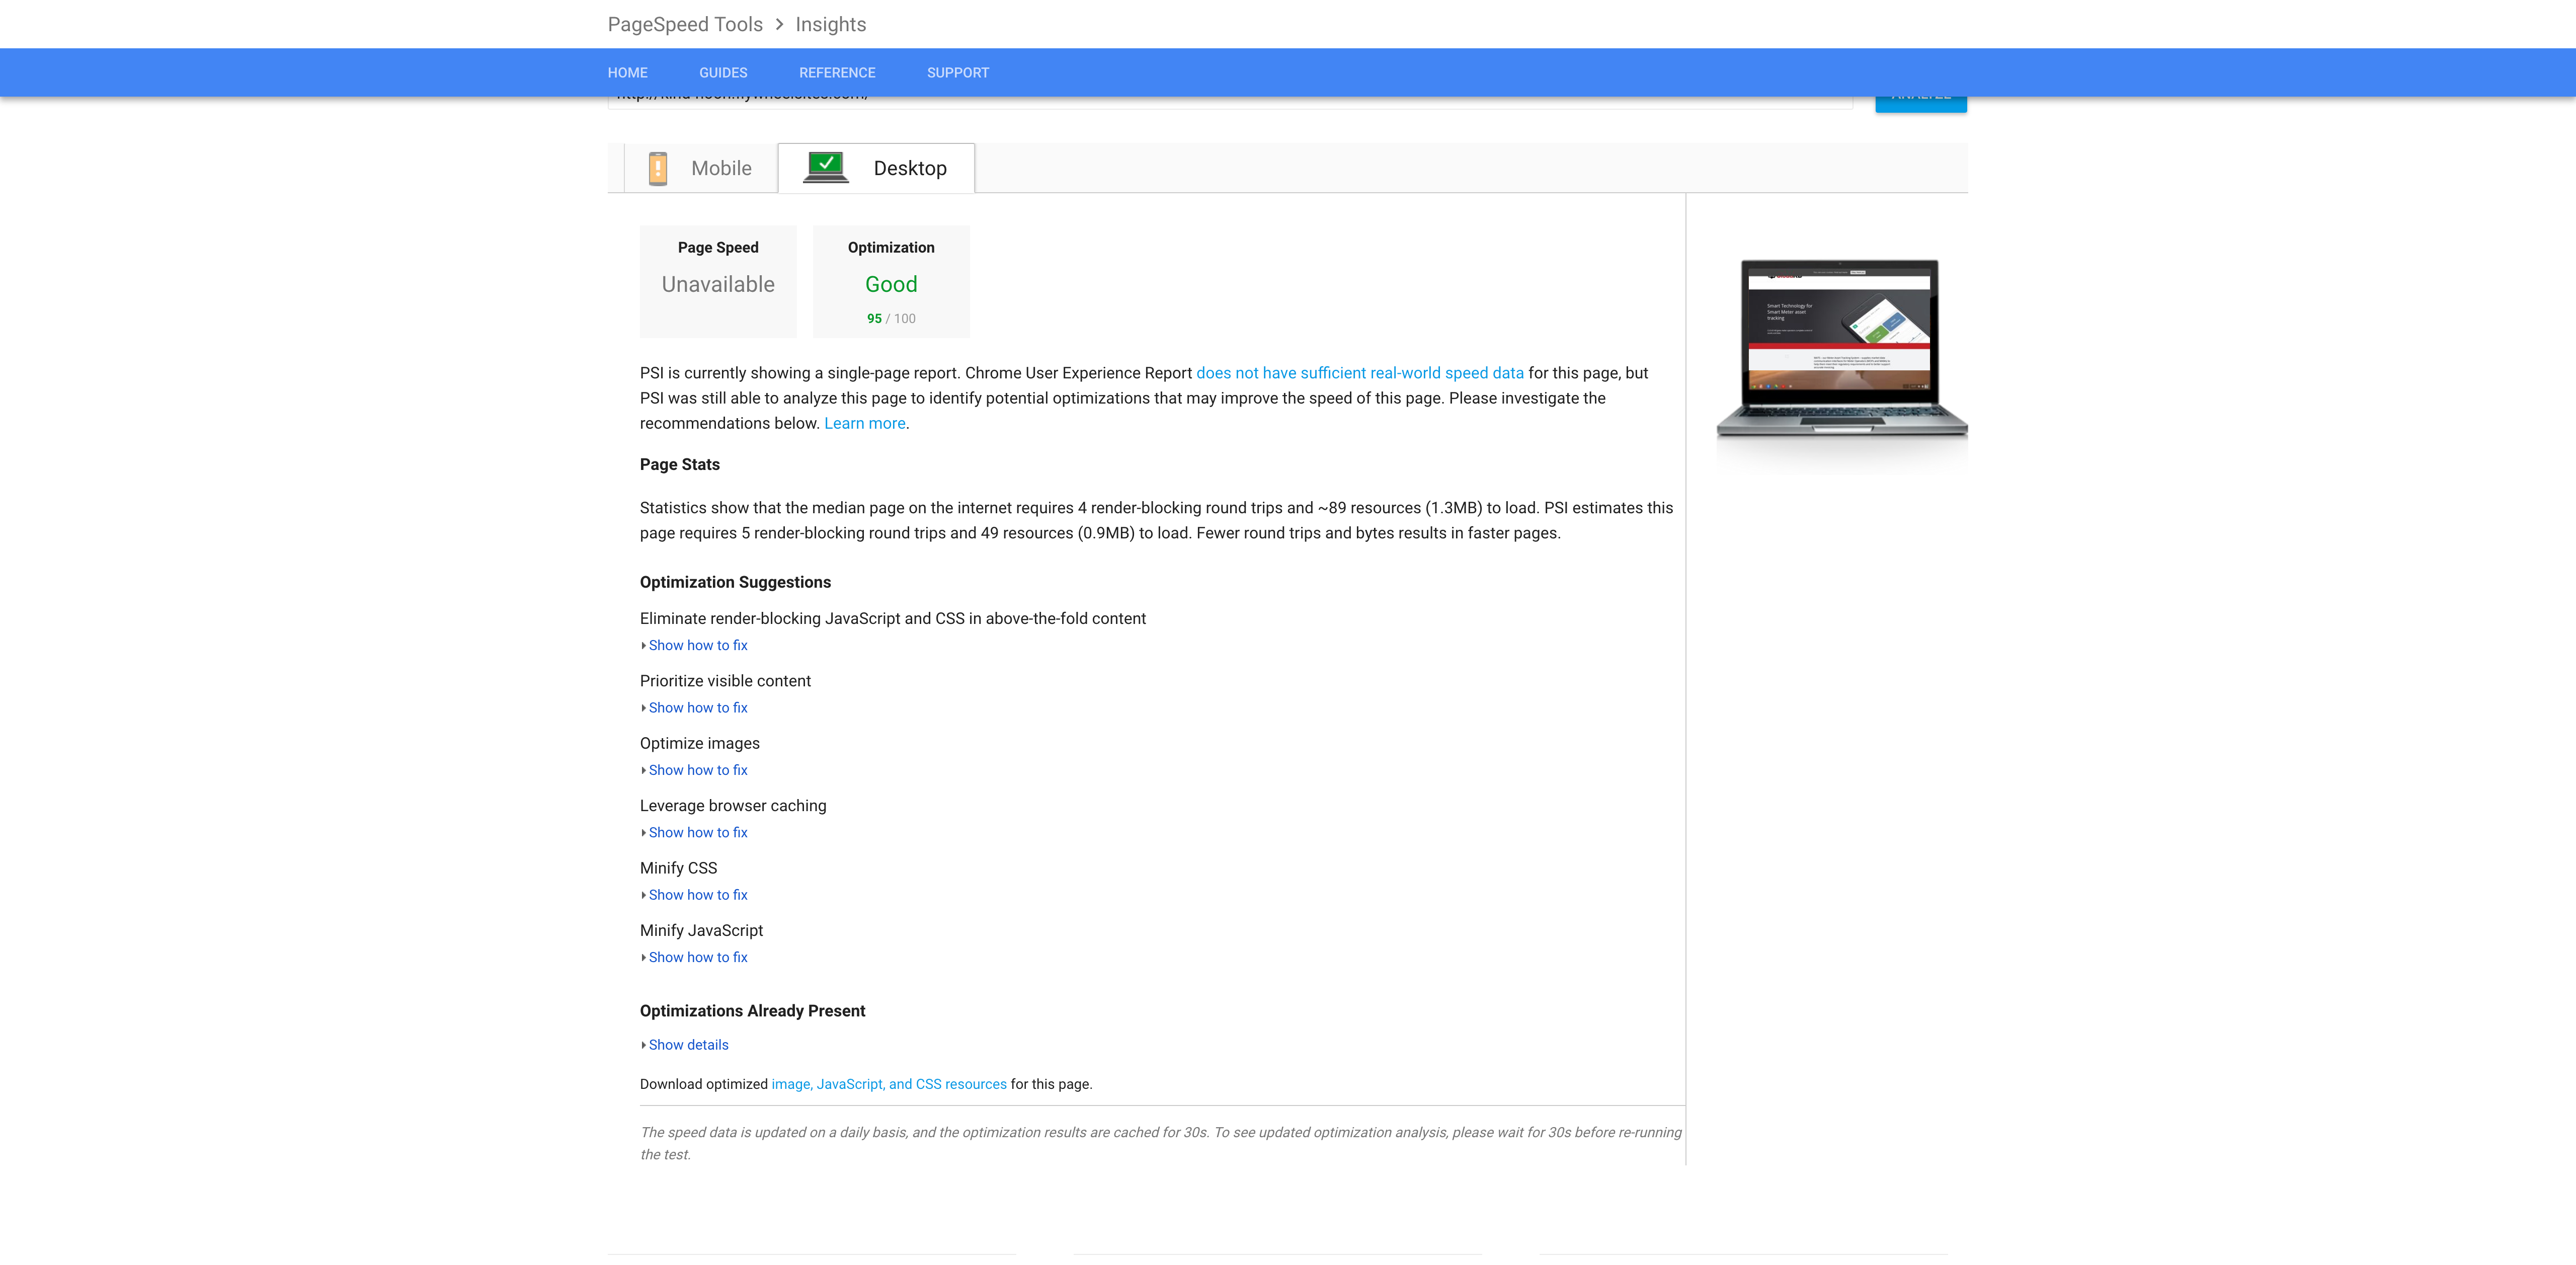 PageSpeed Tools > Insights
HOME GUIDES REFERENCE SUPPORT
Mobile Desktop
Page Speed
Unavailable
Optimization
Good
95 / 100
PSI is currently showing a single-page report. Chrome User Experience Report does not have sufficient real-world speed data for this page, but
PSI was still able to analyze this page to identify potential optimizations that may improve the speed of this page. Please investigate the
recommendations below. Learn more.
Page Stats
Statistics show that the median page on the internet requires 4 render-blocking round trips and ~89 resources (1.3MB) to load. PSI estimates this
page requires 5 render-blocking round trips and 49 resources (0.9MB) to load. Fewer round trips and bytes results in faster pages.
Optimization Suggestions
Eliminate render-blocking JavaScript and CSS in above-the-fold content
Show how to fix
Prioritize visible content
Show how to fix
Optimize images
Show how to fix
Leverage browser caching
Show how to fix
Minify CSS
Show how to fix
Minify JavaScript
Show how to fix
Optimizations Already Present
Show details
Download optimized image, JavaScript, and CSS resources for this page.
The speed data is updated on a daily basis, and the optimization results are cached for 30s. To see updated optimization analysis, please wait for 30s before re-running
the test.
Smart Technology for
Smart Meter asset
tracking